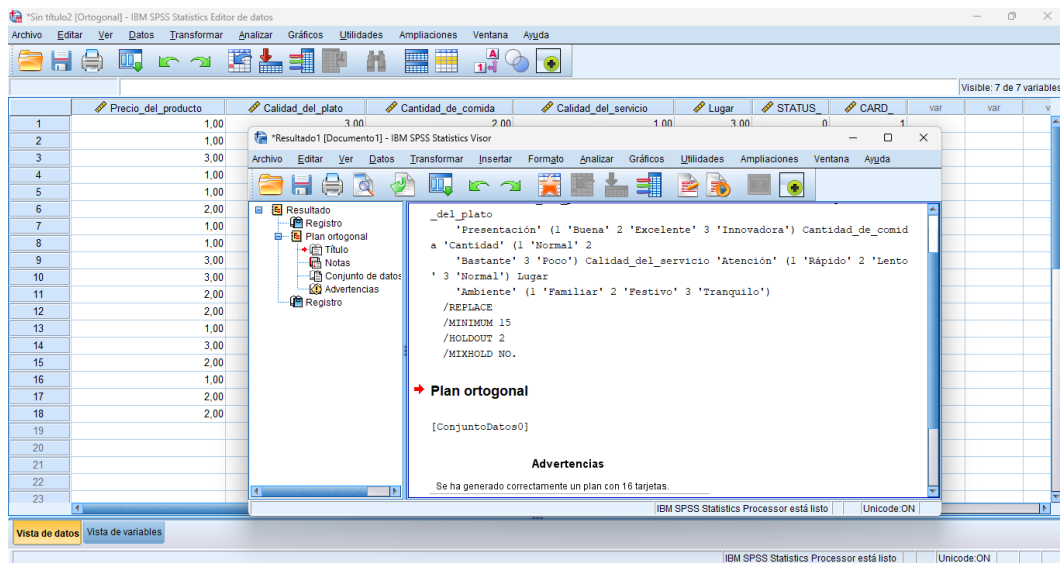 *Sin título2 [Ortogonal] - IBM SPSS Statistics Editor de datos
Archivo Editar Ver Datos Transformar Analizar Gráficos Utilidades Ampliaciones Ventana Ayuda
Visible: 7 de 7 variables
Precio_del_producto Calidad_del_plato Cantidad_de_comida Calidad_del_servicio Lugar STATUS_ CARD_ var var
1 1,00 3,00 2,00 1,00 3,00 0 1
2 1,00
3 3,00
4 1,00
5 1,00
6 2,00
7 1,00
8 1,00
9 3,00
10 3,00
11 2,00
12 2,00
13 1,00
14 3,00
15 2,00
16 1,00
17 2,00
18 2,00
19
20
21
22
23
*Resultado1 [Documento1] - IBM SPSS Statistics Visor
Archivo Editar Ver Datos Transformar Insertar Formato Analizar Gráficos Utilidades Ampliaciones Ventana Ayuda
Resultado
Registro
Plan ortogonal
Título
Notas
Conjunto de datos
Advertencias
Registro
_del_plato
'Presentación' (1 'Buena' 2 'Excelente' 3 'Innovadora') Cantidad_de_comid
a 'Cantidad' (1 'Normal' 2
'Bastante' 3 'Poco') Calidad_del_servicio 'Atención' (1 'Rápido' 2 'Lento
' 3 'Normal') Lugar
'Ambiente' (1 'Familiar' 2 'Festivo' 3 'Tranquilo')
/REPLACE
/MINIMUM 15
/HOLDOUT 2
/MIXHOLD NO.
Plan ortogonal
[ConjuntoDatos0]
Advertencias
Se ha generado correctamente un plan con 16 tarjetas.
IBM SPSS Statistics Processor está listo Unicode:ON
Vista de datos Vista de variables
IBM SPSS Statistics Processor está listo Unicode:ON